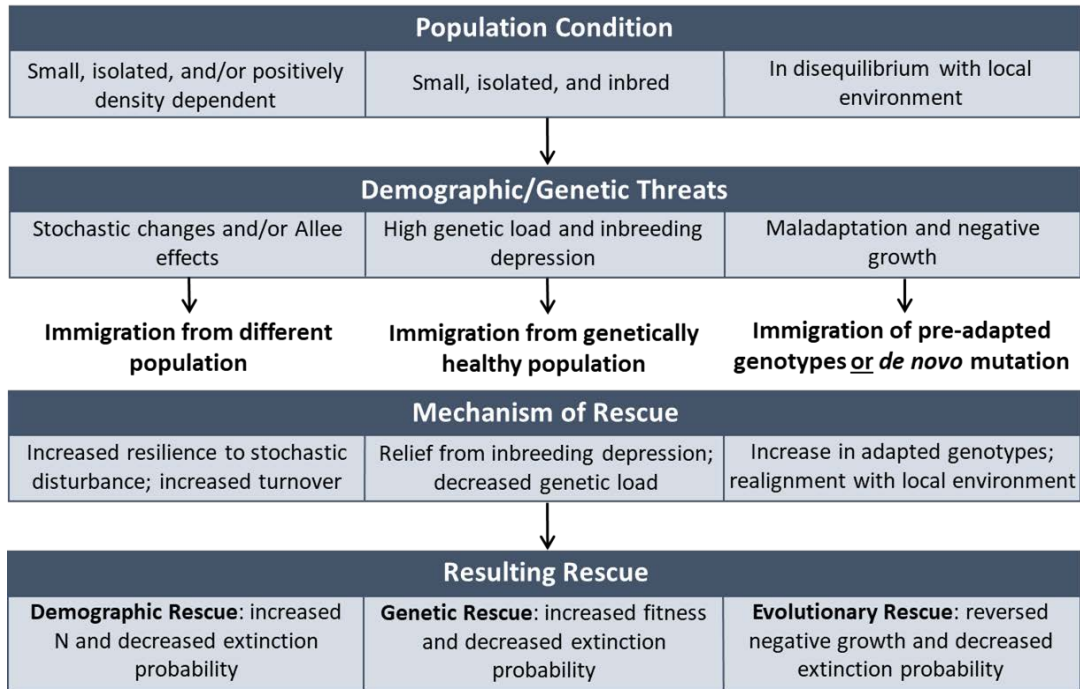 Population Condition
Small, isolated, and/or positively
density dependent
Small, isolated, and inbred
In disequilibrium with local
environment
Demographic/Genetic Threats
Stochastic changes and/or Allee
effects
High genetic load and inbreeding
depression
Maladaptation and negative
growth
Immigration from different
population
Immigration from genetically
healthy population
Immigration of pre-adapted
genotypes or de novo mutation
Mechanism of Rescue
Increased resilience to stochastic
disturbance; increased turnover
Relief from inbreeding depression;
decreased genetic load
Increase in adapted genotypes;
realignment with local environment
Resulting Rescue
Demographic Rescue: increased
N and decreased extinction
probability
Genetic Rescue: increased fitness
and decreased extinction
probability
Evolutionary Rescue: reversed
negative growth and decreased
extinction probability